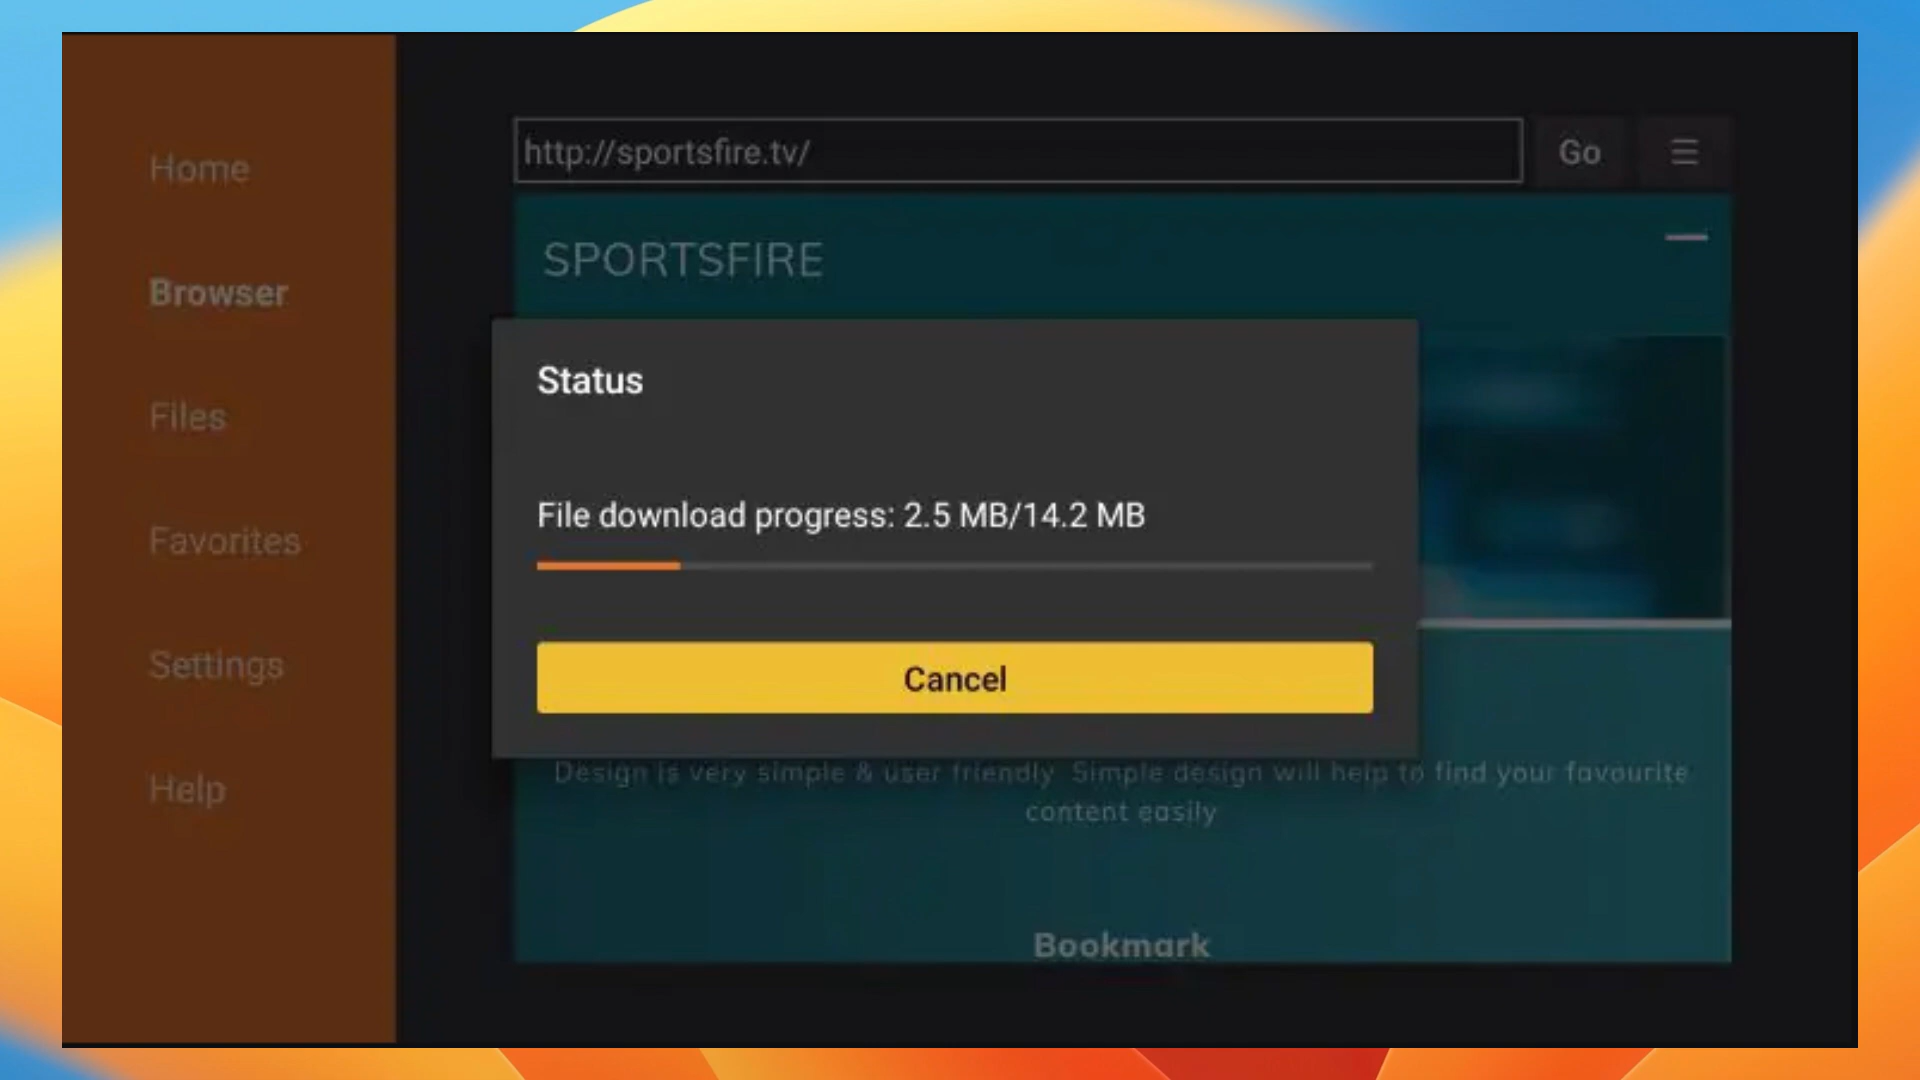 Home
Browser
Files
Favorites
Settings
Help
http://sportsfire.tv/
Go
SPORTSFIRE
Status
File download progress: 2.5 MB/14.2 MB
Cancel
Design is very simple & user friendly Simple design will help to find your favourite
content easily
Bookmark